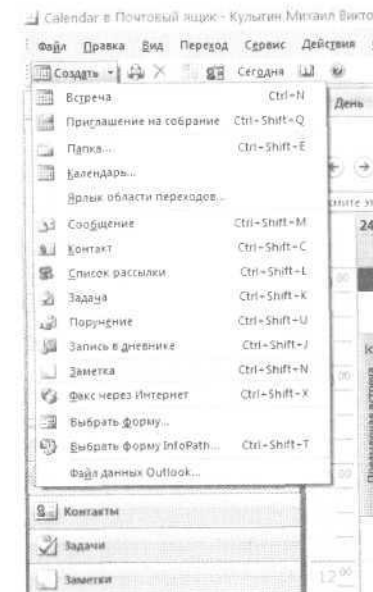 Calendar в Почтовый ящик - Кулыгин Михаил Викто
Файл Правка Вид Переход Сервис Действия
Создать Сегодня
Встреча Ctrl+N
День
Приглашение на собрание Ctrl+Shift+Q
Папка... Ctrl+Shift+E
Календарь...
Ярлык области переходов...
Сообщение Ctrl+Shift+M
24
Контакт Ctrl+Shift+C
Список рассылки Ctrl+Shift+L
Задача Ctrl+Shift+K
Поручение Ctrl+Shift+U
Запись в дневнике Ctrl+Shift+J
Заметка Ctrl+Shift+N
Факс через Интернет Ctrl+Shift+X
Выбрать форму...
Выбрать форму InfoPath... Ctrl+Shift+T
Файл данных Outlook...
Контакты
Задачи
Заметки
12 00